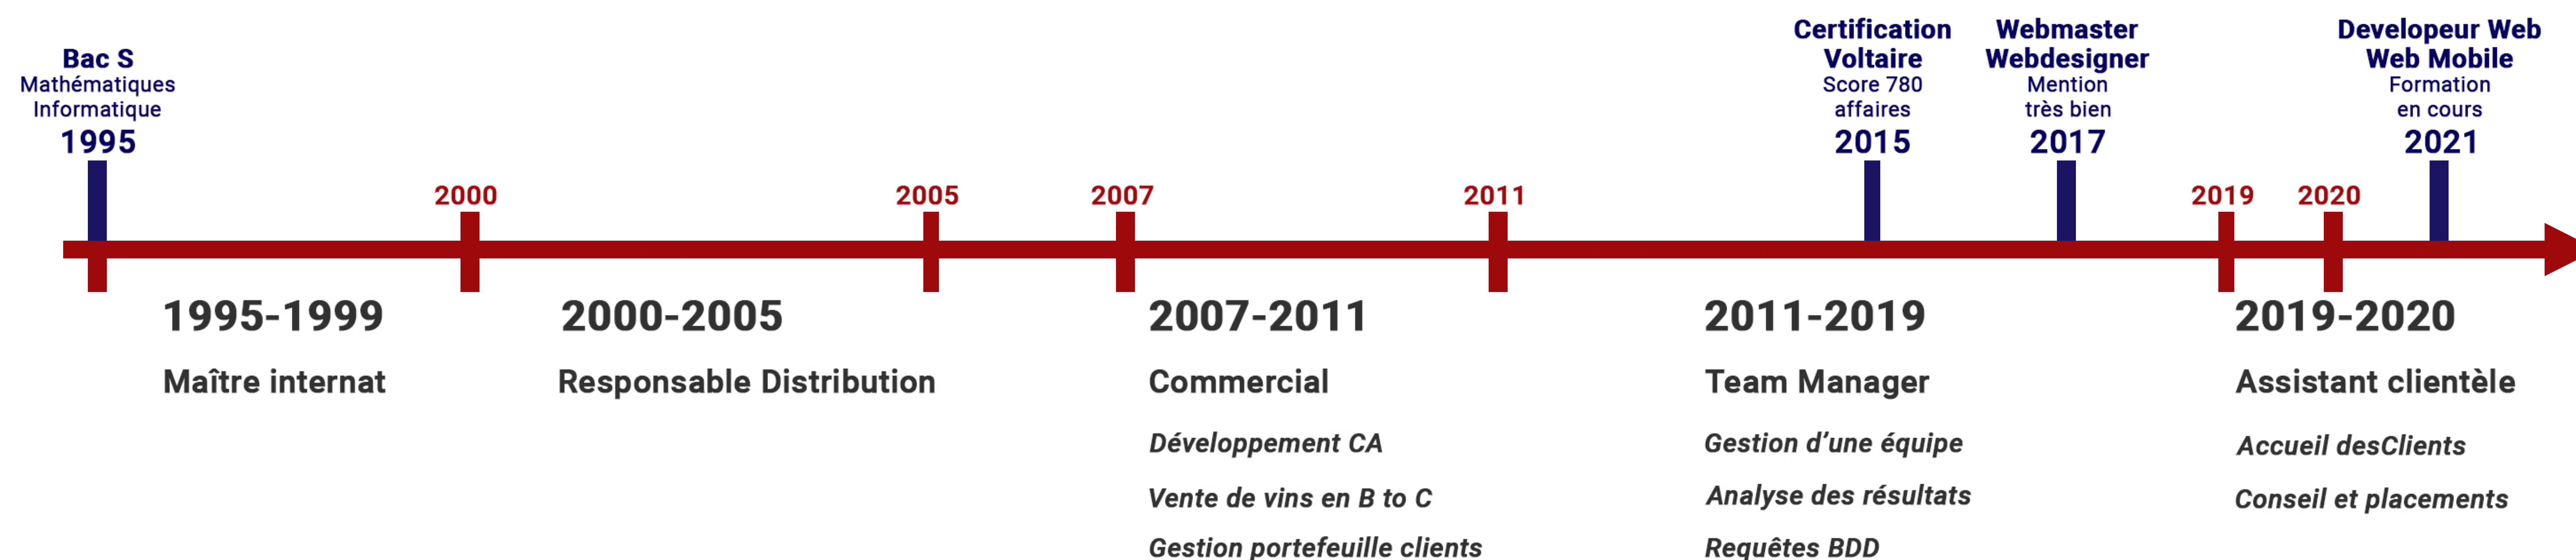 Bac S
Mathématiques
Informatique
1995
Certification
Voltaire
Score 780
affaires
2015
Webmaster
Webdesigner
Mention
très bien
2017
Developeur Web
Web Mobile
Formation
en cours
2021
2000
2005
2007
2011
2019
2020
1995-1999
Maître internat
2000-2005
Responsable Distribution
2007-2011
Commercial
Développement CA
Vente de vins en B to C
Gestion portefeuille clients
2011-2019
Team Manager
Gestion d’une équipe
Analyse des résultats
Requêtes BDD
2019-2020
Assistant clientèle
Accueil desClients
Conseil et placements